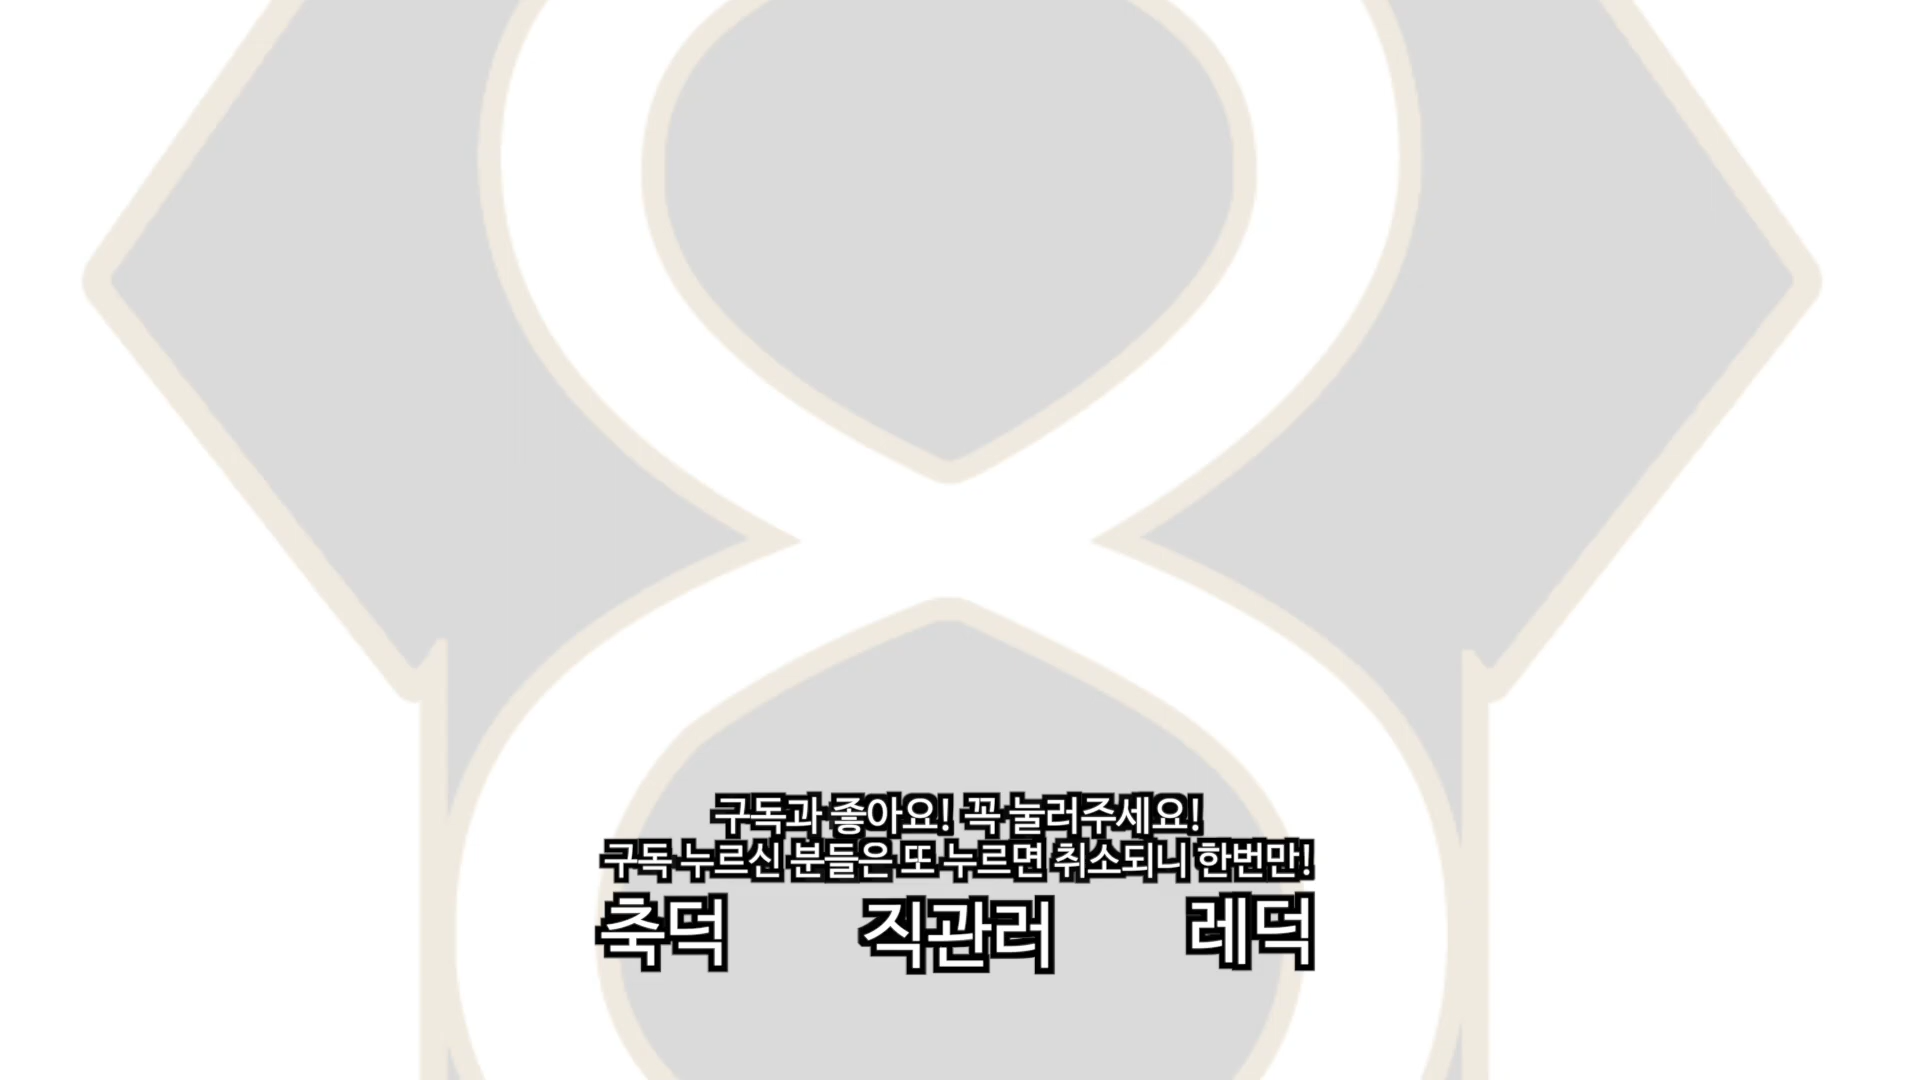 8
구독과 좋아요! 꼭 눌러주세요!
구독 누르신 분들은 또 누르면 취소되니 한번만!
축덕 직관러 레덕